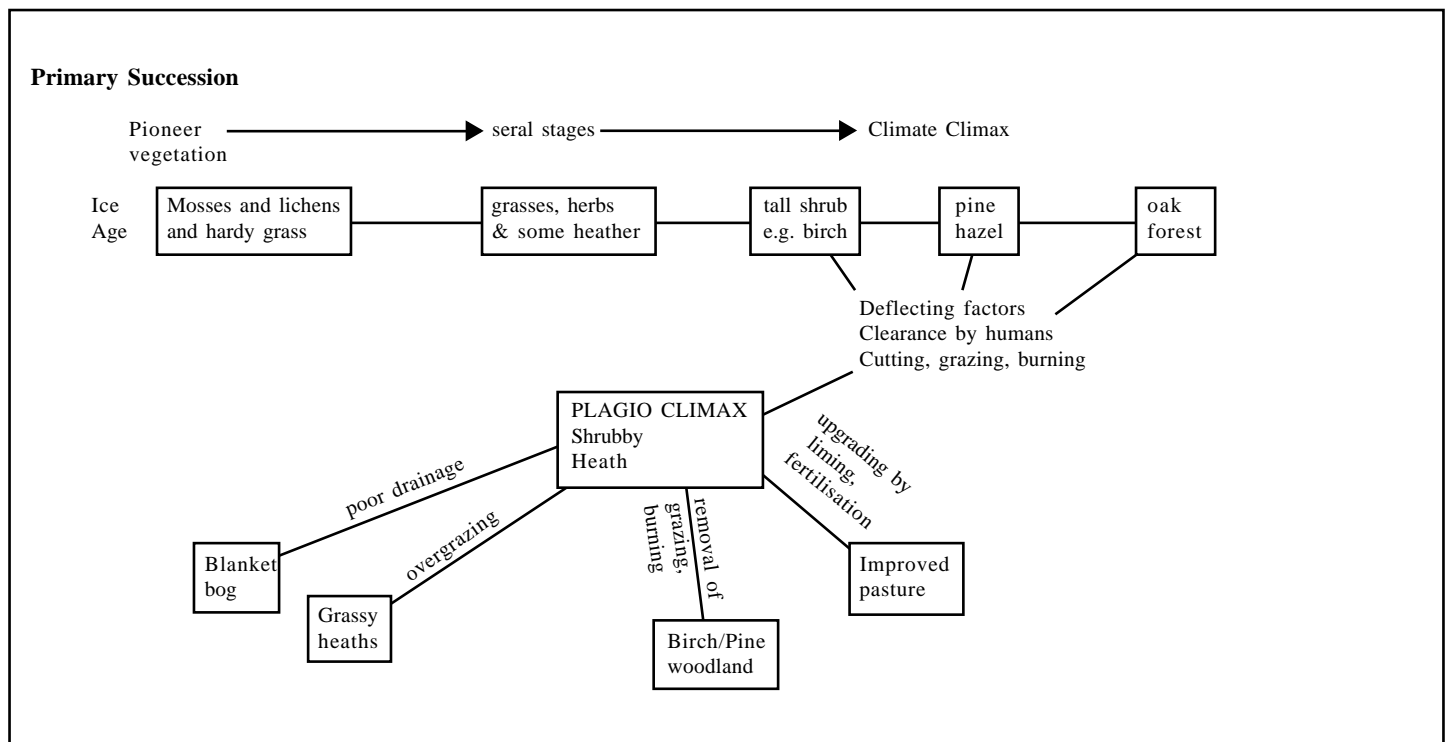 Primary Succession
Pioneer
vegetation
seral stages
Climate Climax
Ice
Age
Mosses and lichens
and hardy grass
grasses, herbs
& some heather
tall shrub
e.g. birch
pine
hazel
oak
forest
Deflecting factors
Clearance by humans
Cutting, grazing, burning
PLAGIO CLIMAX
Shrubby
Heath
poor drainage
overgrazing
removal of
grazing,
burning
upgrading by
liming,
fertilisation
Blanket
bog
Grassy
heaths
Birch/Pine
woodland
Improved
pasture